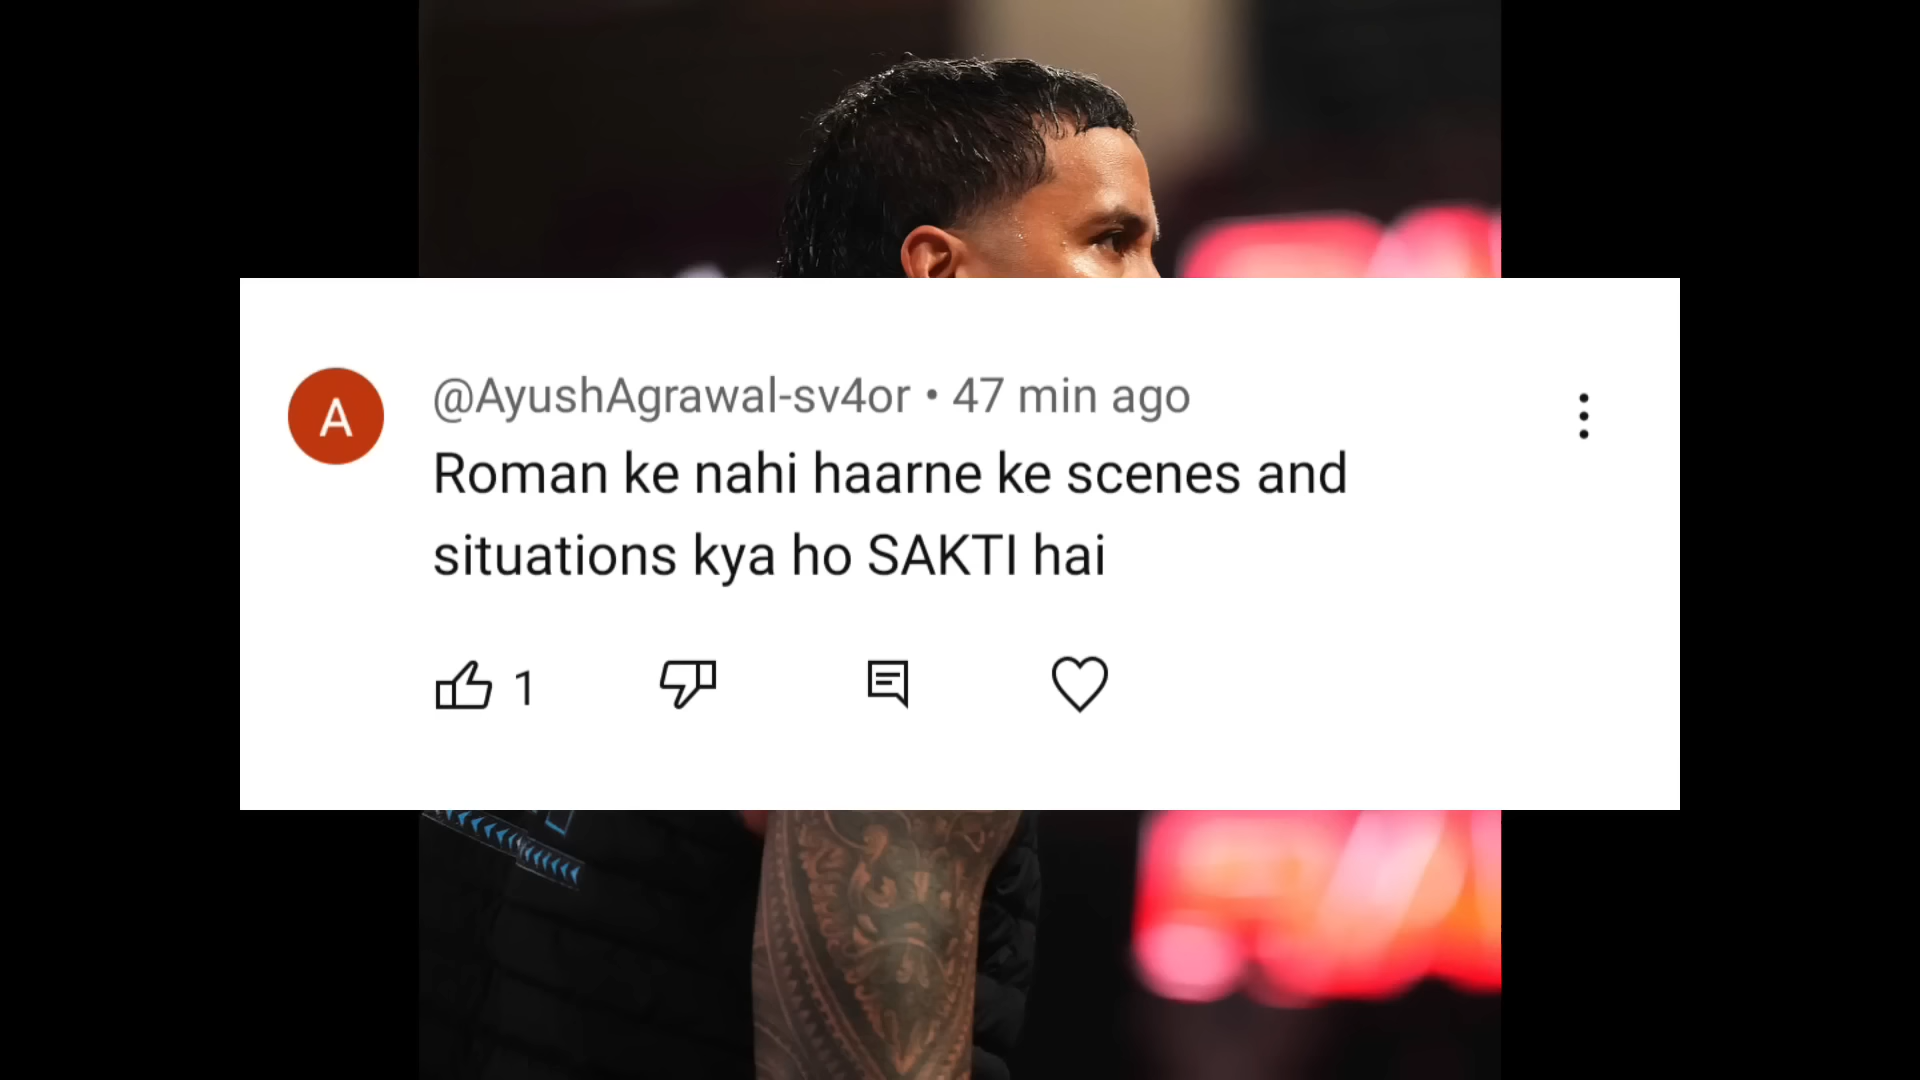 A
@AyushAgrawal-sv4or • 47 min ago
Roman ke nahi haarne ke scenes and
situations kya ho SAKTI hai
1